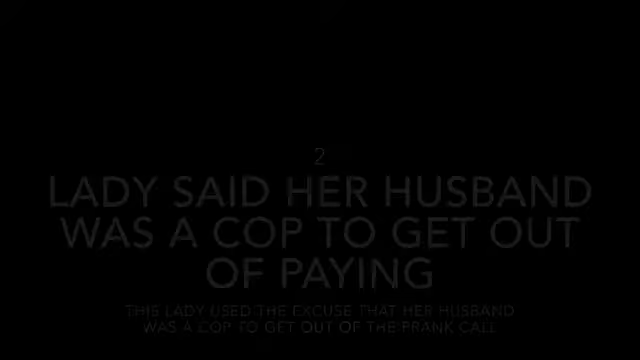 2
LADY SAID HER HUSBAND
WAS A COP TO GET OUT
OF PAYING
THIS LADY USED THE EXCUSE THAT HER HUSBAND
WAS A COP TO GET OUT OF THE PRANK CALL